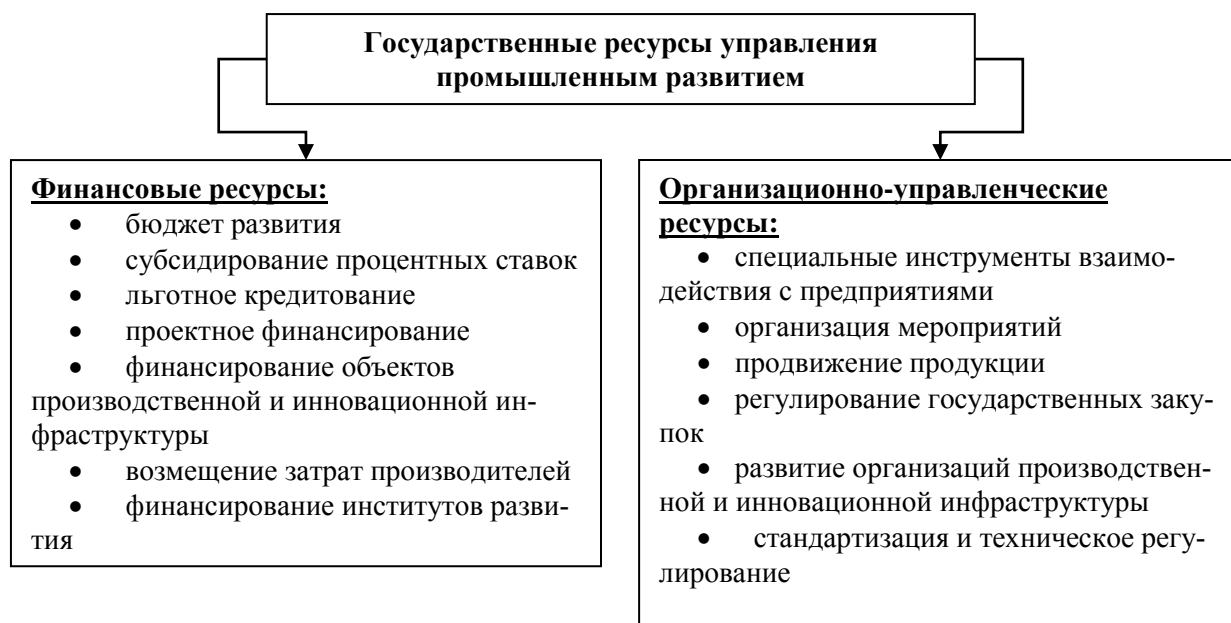 Государственные ресурсы управления
промышленным развитием
Финансовые ресурсы:
• бюджет развития
• субсидирование процентных ставок
• льготное кредитование
• проектное финансирование
• финансирование объектов
производственной и инновационной ин-
фраструктуры
• возмещение затрат производителей
• финансирование институтов разви-
тия
Организационно-управленческие
ресурсы:
• специальные инструменты взаимо-
действия с предприятиями
• организация мероприятий
• продвижение продукции
• регулирование государственных заку-
пок
• развитие организаций производствен-
ной и инновационной инфраструктуры
• стандартизация и техническое регу-
лирование